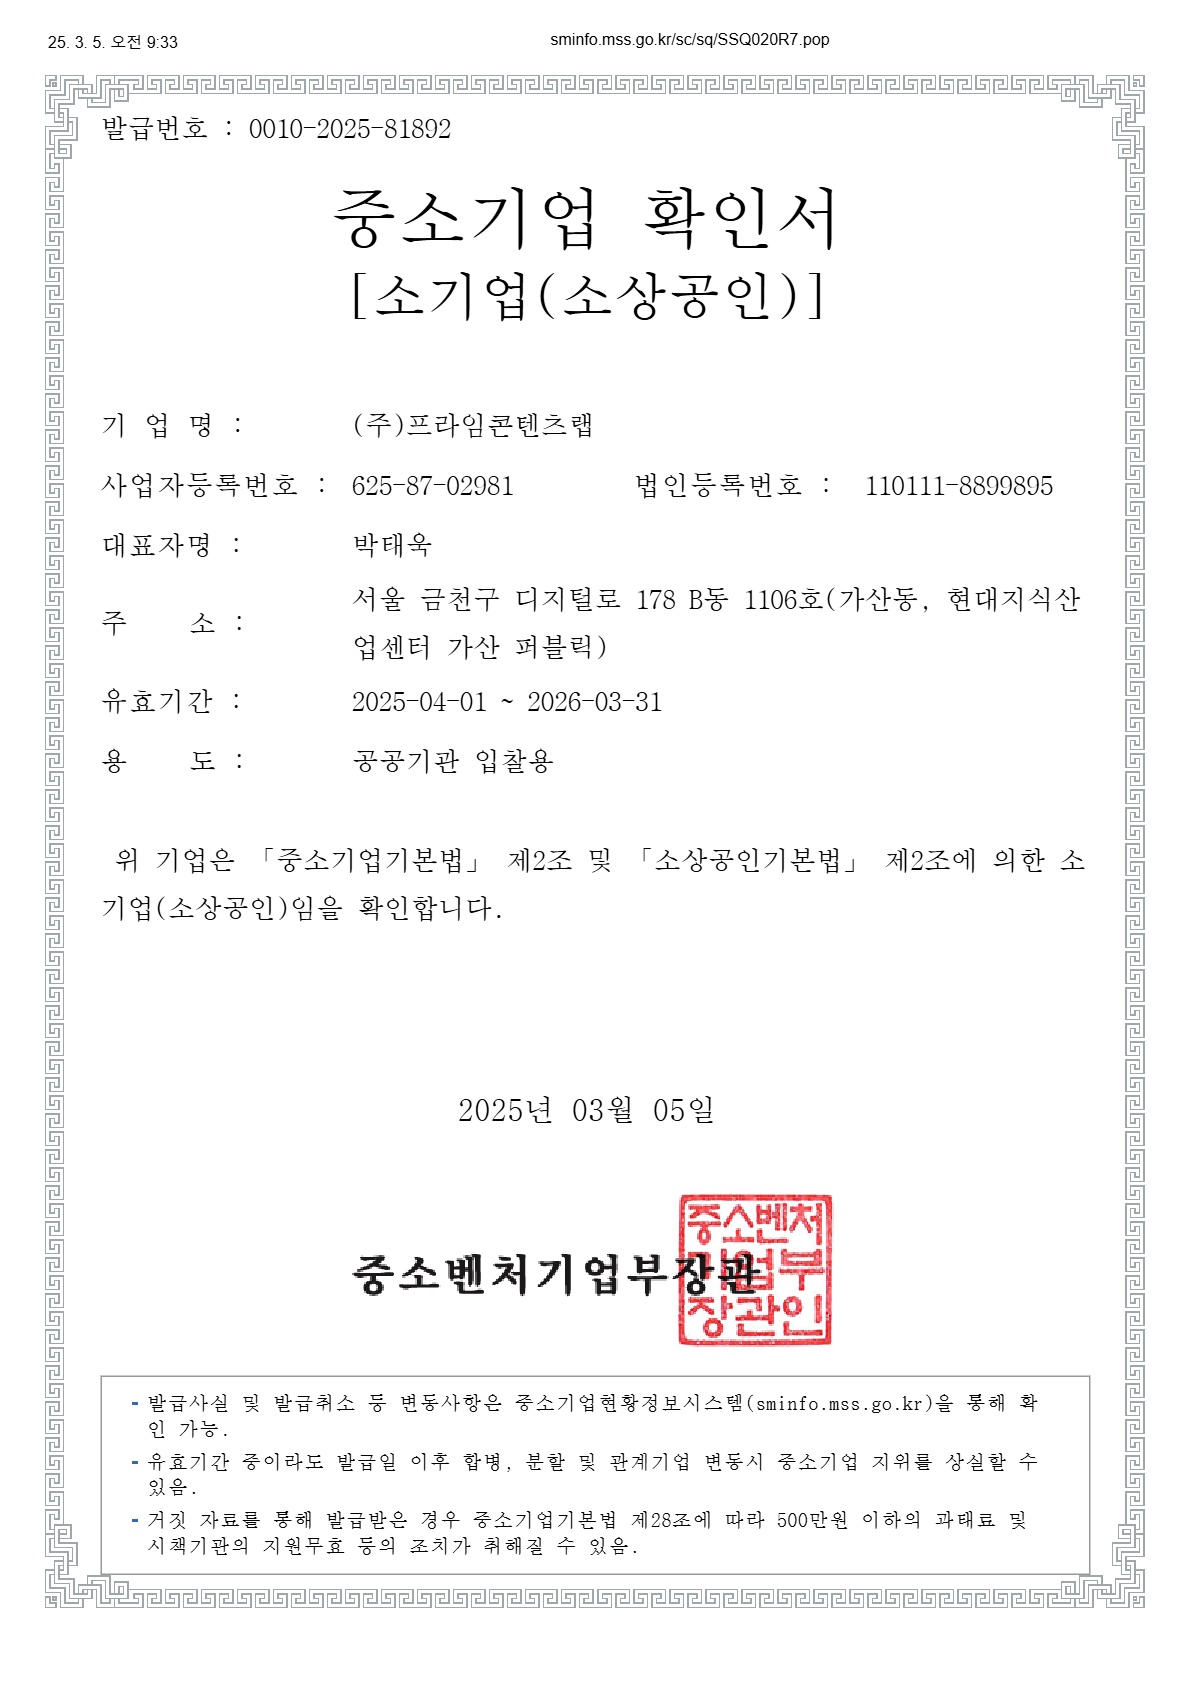 25. 3. 5. 오전 9:33
sminfo.mss.go.kr/sc/sq/SSQ020R7.pop
발급번호 : 0010-2025-81892
중소기업 확인서
[소기업(소상공인)]
기 업 명 : (주)프라임콘텐츠랩
사업자등록번호 : 625-87-02981 법인등록번호 : 110111-8899895
대표자명 : 박태욱
주 소 : 서울 금천구 디지털로 178 B동 1106호(가산동, 현대지식산
업센터 가산 퍼블릭)
유효기간 : 2025-04-01 ~ 2026-03-31
용 도 : 공공기관 입찰용
위 기업은 「중소기업기본법」 제2조 및 「소상공인기본법」 제2조에 의한 소
기업(소상공인)임을 확인합니다.
2025년 03월 05일
중소벤처기업부장관
중소벤처
기업부
장관인
- 발급사실 및 발급취소 등 변동사항은 중소기업현황정보시스템(sminfo.mss.go.kr)을 통해 확
인 가능.
- 유효기간 중이라도 발급일 이후 합병, 분할 및 관계기업 변동시 중소기업 지위를 상실할 수
있음.
- 거짓 자료를 통해 발급받은 경우 중소기업기본법 제28조에 따라 500만원 이하의 과태료 및
시책기관의 지원무효 등의 조치가 취해질 수 있음.